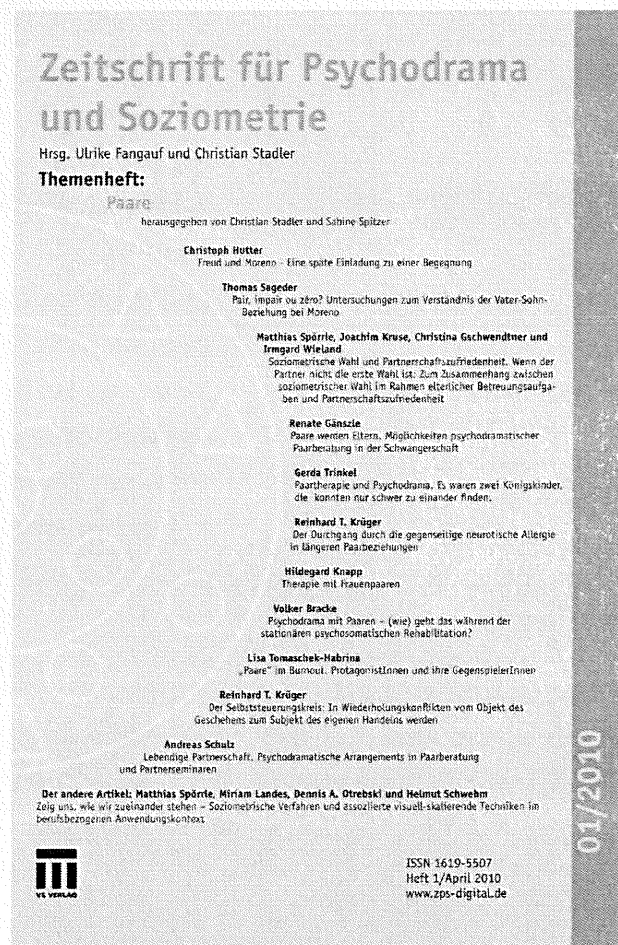 Zeitschrift für Psychodrama
und Soziometrie
Hrsg. Ulrike Fangauf und Christian Stadler
Themenheft:
Paare
herausgegeben von Christian Stadler und Sabine Spitzer
Christoph Hutter
Freud und Moreno - Eine späte Einladung zu einer Begegnung
Thomas Sageder
Pair, impair ou zéro? Untersuchungen zum Verständnis der Vater-Sohn-
Beziehung bei Moreno
Matthias Spörrle, Joachim Kruse, Christina Gschwendtner und
Irmgard Wieland
Soziometrische Wahl und Partnerschaftszufriedenheit. Wenn der
Partner nicht die erste Wahl ist: Zum Zusammenhang zwischen
soziometrischer Wahl im Rahmen elterlicher Betreuungsaufga-
ben und Partnerschaftszufriedenheit
Renate Gänszle
Paare werden Eltern. Möglichkeiten psychodramatischer
Paarberatung in der Schwangerschaft
Gerda Trinkel
Paartherapie und Psychodrama. Es waren zwei Königskinder,
die konnten nur schwer zu einander finden.
Reinhard T. Krüger
Der Durchgang durch die gegenseitige neurotische Allergie
in längeren Paarbeziehungen
Hildegard Knapp
Therapie mit Frauenpaaren
Volker Bracke
Psychodrama mit Paaren – (wie) geht das während der
stationären psychosomatischen Rehabilitation?
Lisa Tomaschek-Habrina
„Paare" im Burnout. ProtagonistInnen und ihre GegenspielerInnen
Reinhard T. Krüger
Der Selbststeuerungskreis: In Wiederholungskonflikten vom Objekt des
Geschehens zum Subjekt des eigenen Handelns werden
Andreas Schulz
Lebendige Partnerschaft. Psychodramatische Arrangements in Paarberatung
und Partnerseminaren
Der andere Artikel: Matthias Spörrle, Miriam Landes, Dennis A. Otrebski und Helmut Schwehm
Zeig uns, wie wir zueinander stehen – Soziometrische Verfahren und assoziierte visuell-skalierende Techniken im
berufsbezogenen Anwendungskontext
01/2010
VS VERLAG
ISSN 1619-5507
Heft 1/April 2010
www.zps-digital.de